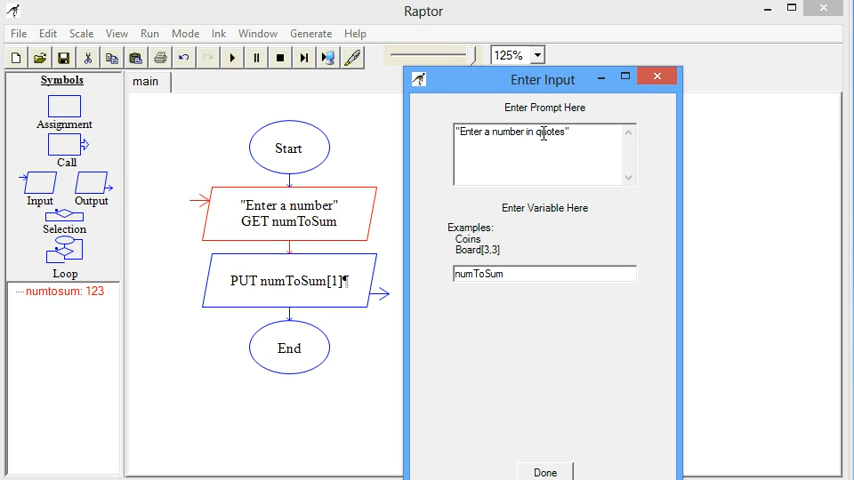 Raptor
File Edit Scale View Run Mode Ink Window Generate Help
125%
Symbols
Assignment
Call
Input Output
Selection
Loop
numtosum: 123
main
Start
"Enter a number"
GET numToSum
PUT numToSum[1]¶
End
Enter Input
Enter Prompt Here
"Enter a number in quotes"
Enter Variable Here
Examples:
Coins
Board[3,3]
numToSum
Done